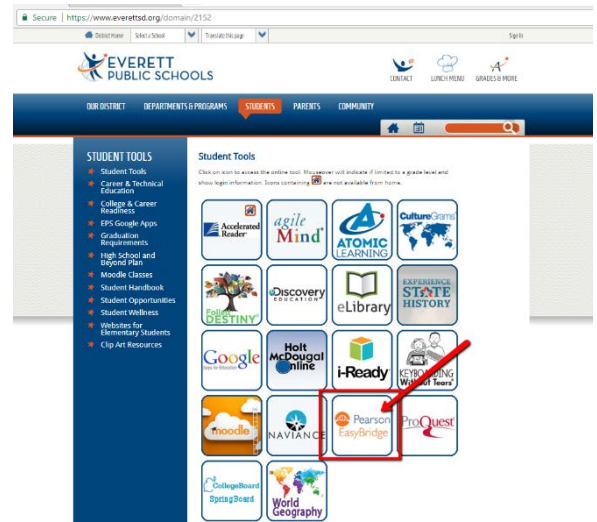 Secure | https://www.everettsd.org/domain/2152
District Home Select a School Translate this page Sign In
EVERETT
PUBLIC SCHOOLS
CONTACT LUNCH MENU GRADES & MORE
OUR DISTRICT DEPARTMENTS & PROGRAMS STUDENTS PARENTS COMMUNITY
STUDENT TOOLS
Student Tools
Career & Technical
Education
College & Career
Readiness
EPS Google Apps
Graduation
Requirements
High School and
Beyond Plan
Moodle Classes
Student Handbook
Student Opportunities
Student Wellness
Websites for
Elementary Students
Clip Art Resources
Student Tools
Click on icon to access the online tool. Mouseover will indicate if limited to a grade level and
show login information. Icons containing are not available from home.
Accelerated
Reader
agile
Mind
ATOMIC
LEARNING
CultureGrams
Follett
DESTINY
Discovery
EDUCATION
eLibrary
EXPERIENCE
STATE
HISTORY
Google
Apps for Education
Holt
McDougal
Online
i-Ready
KEYBOARDING
Without Tears
moodle
NAVIANCE
Pearson
EasyBridge
ProQuest
CollegeBoard
SpringBoard
World
Geography